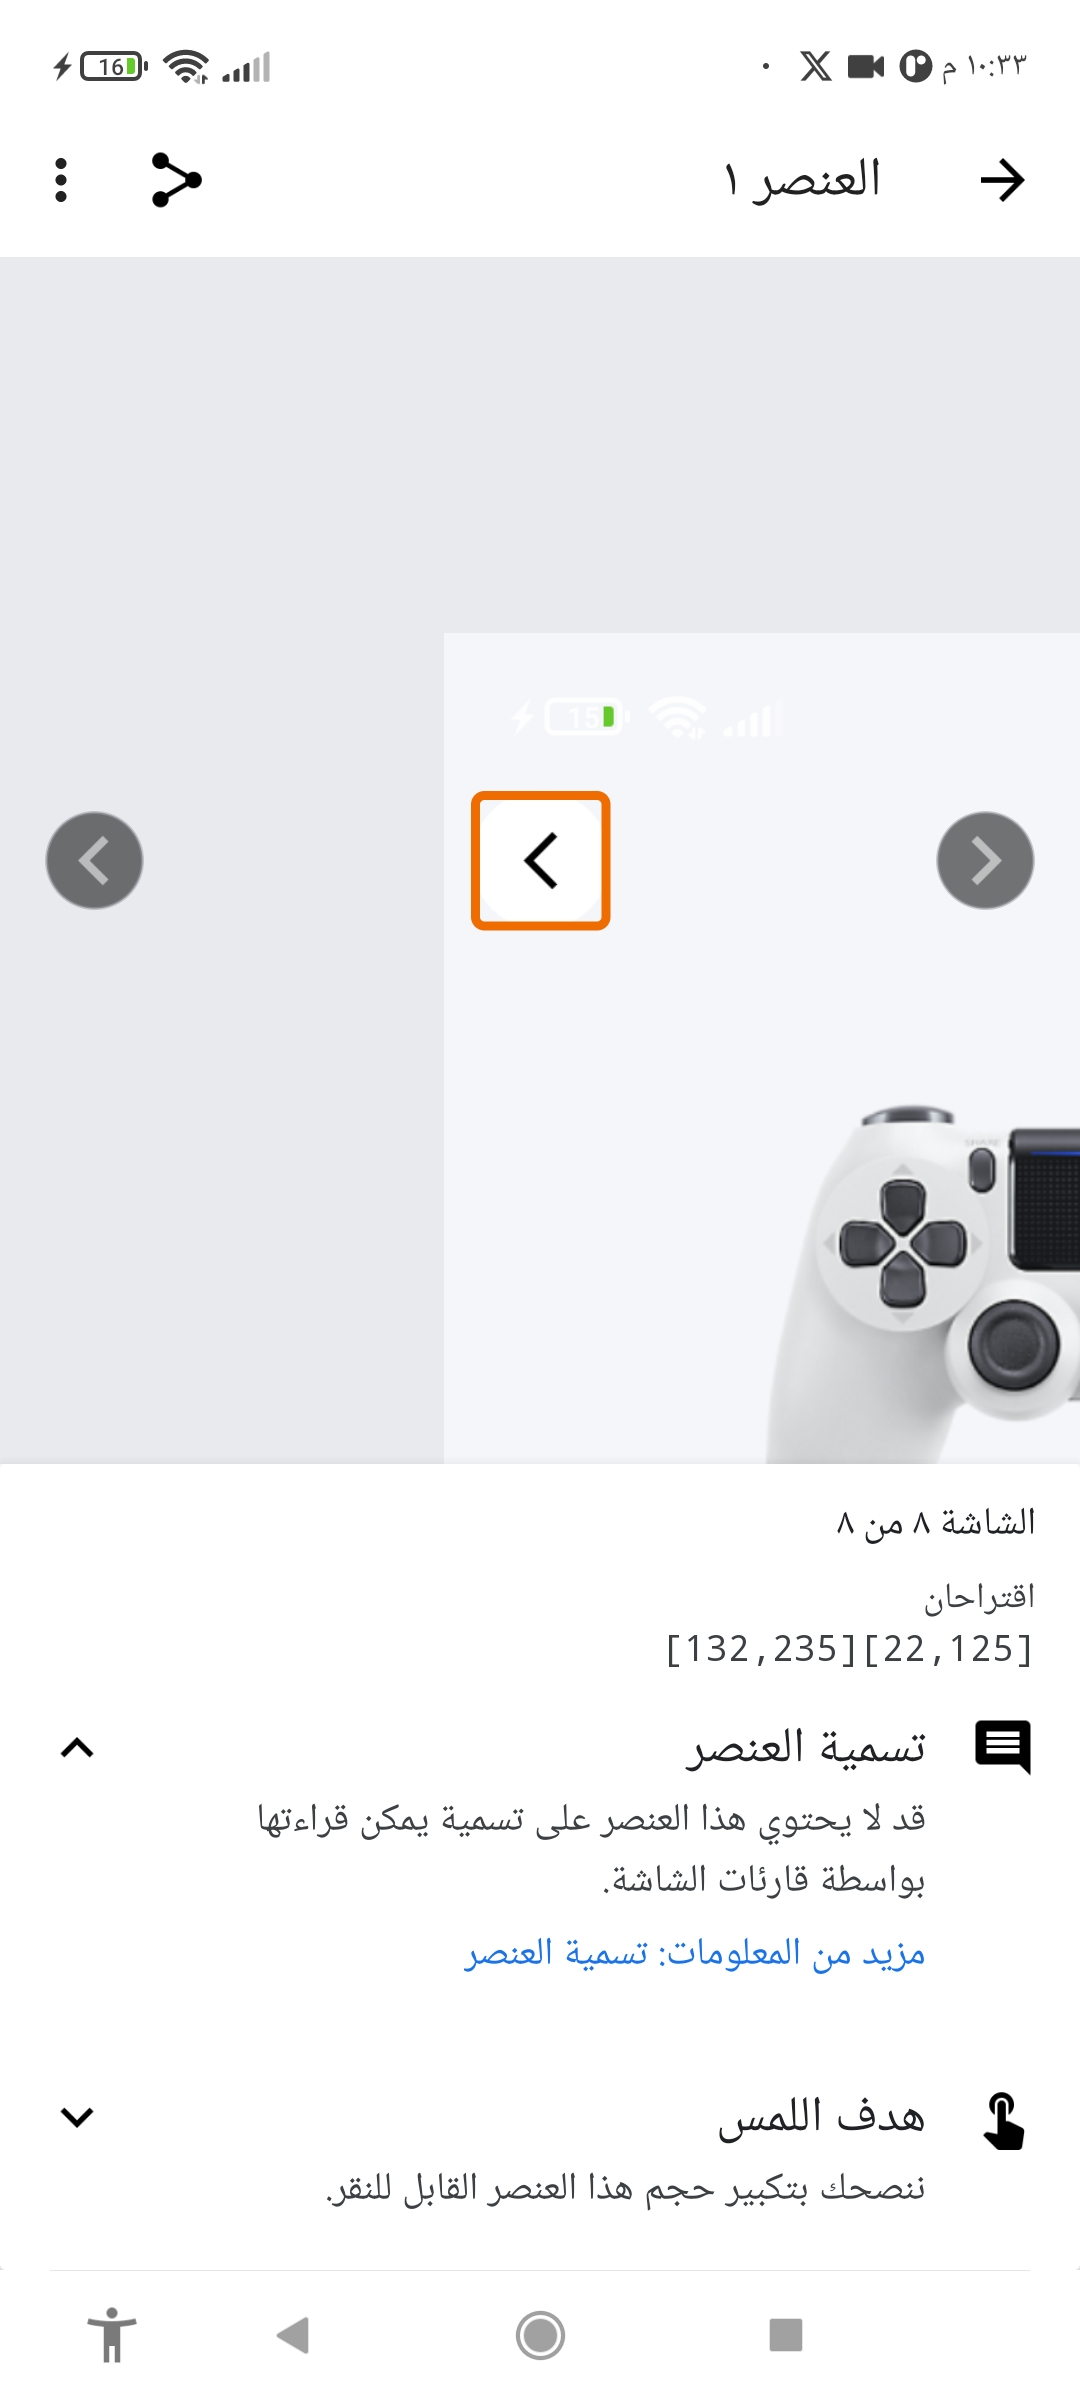 16
١٠:٣٣ م
العنصر ١
15
SHARE
الشاشة ٨ من ٨
اقتراحان
[22,125][132,235]
تسمية العنصر
قد لا يحتوي هذا العنصر على تسمية يمكن قراءتها
بواسطة قارئات الشاشة.
مزيد من المعلومات: تسمية العنصر
هدف اللمس
ننصحك بتكبير حجم هذا العنصر القابل للنقر.